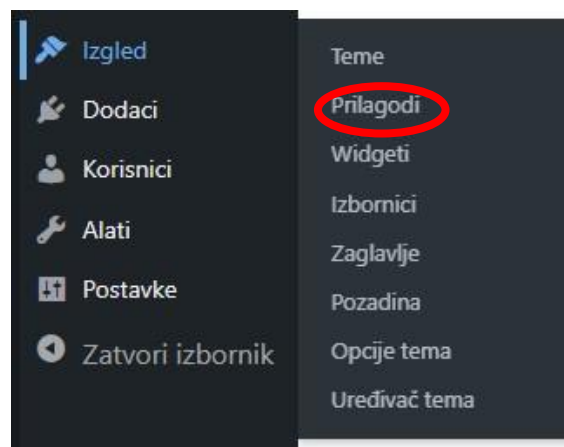 Izgled
Dodaci
Korisnici
Alati
Postavke
Zatvori izbornik
Teme
Prilagodi
Widgeti
Izbornici
Zaglavlje
Pozadina
Opcije tema
Uređivač tema